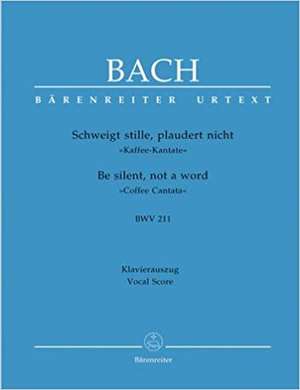 BACH
BÄRENREITER URTEXT
Schweigt stille, plaudert nicht
»Kaffee-Kantate«
Be silent, not a word
»Coffee Cantata«
BWV 211
Klavierauszug
Vocal Score
Bärenreiter